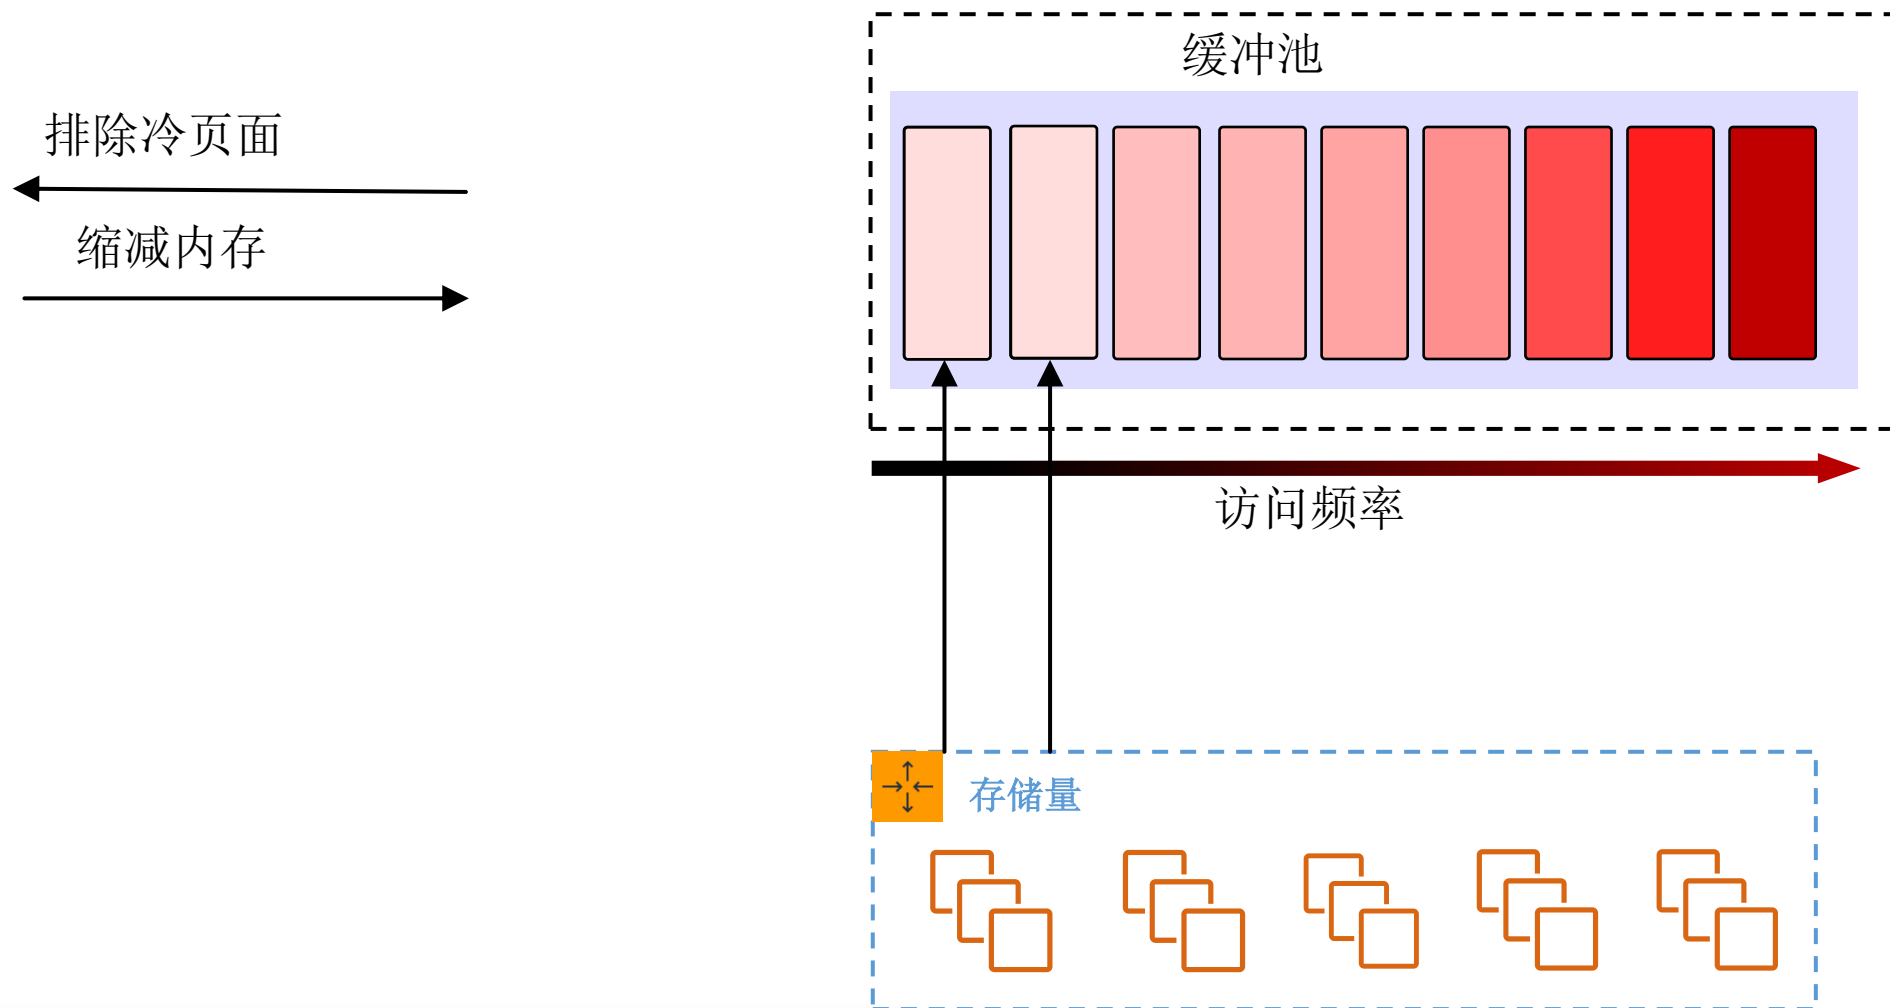 缓冲池
排除冷页面
缩减内存
访问频率
存储量